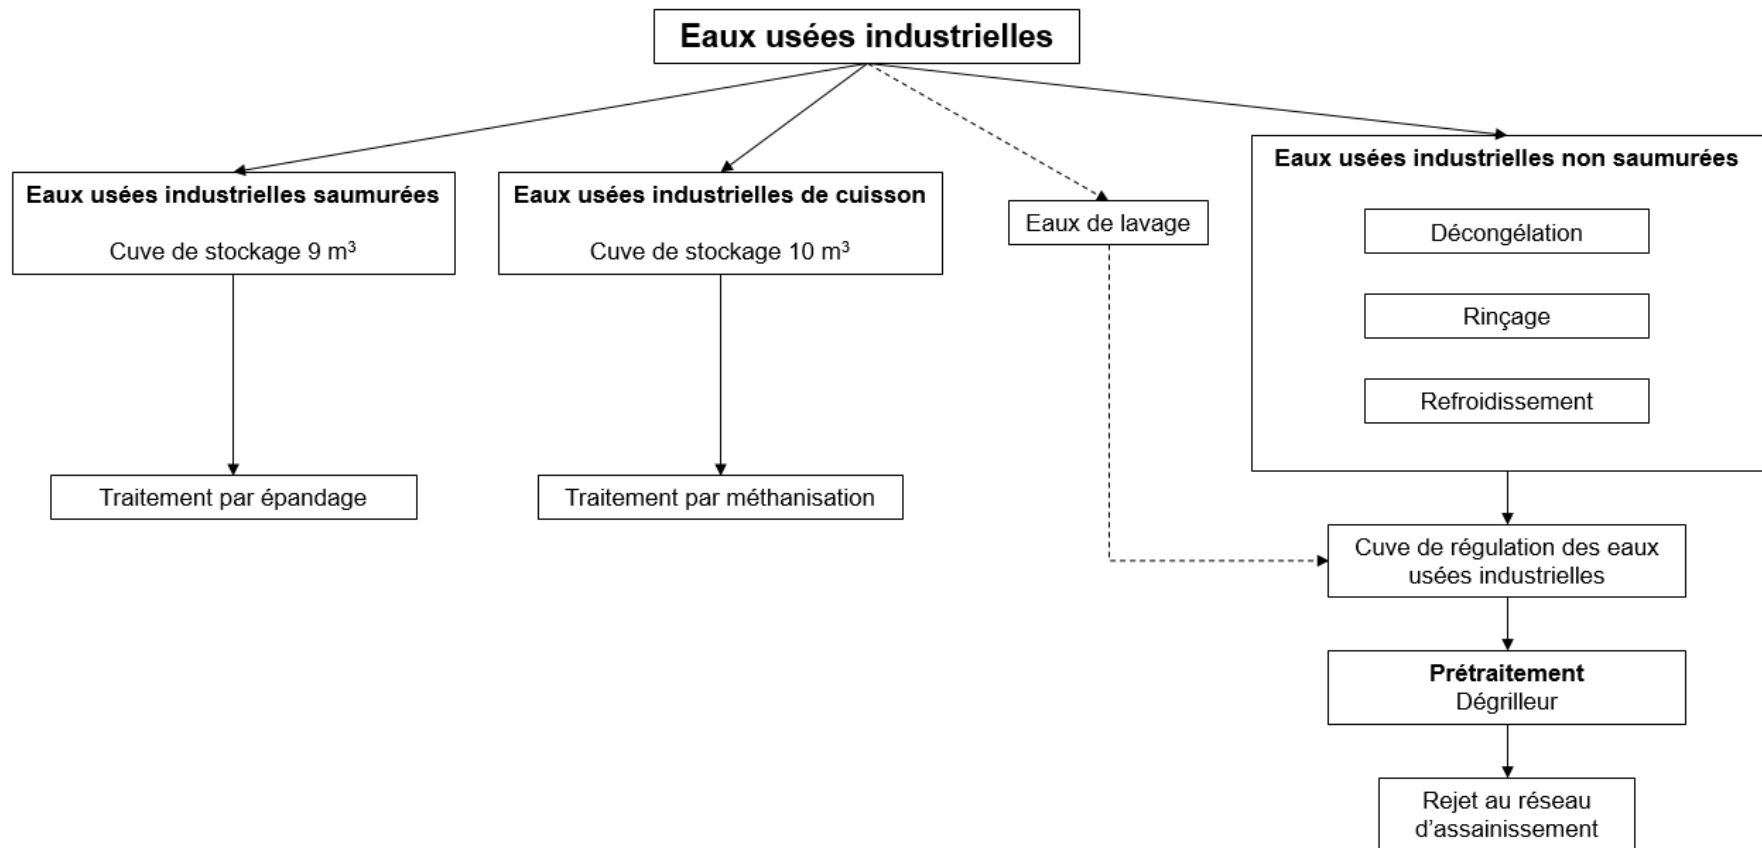 Eaux usées industrielles
Eaux usées industrielles saumurées
Cuve de stockage 9 m³
Traitement par épandage
Eaux usées industrielles de cuisson
Cuve de stockage 10 m³
Traitement par méthanisation
Eaux de lavage
Eaux usées industrielles non saumurées
Décongélation
Rinçage
Refroidissement
Cuve de régulation des eaux
usées industrielles
Prétraitement
Dégrilleur
Rejet au réseau
d’assainissement